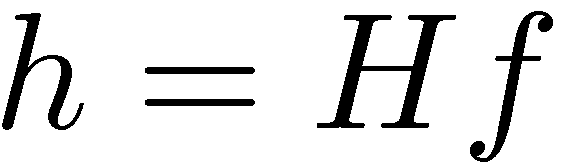 h = Hf